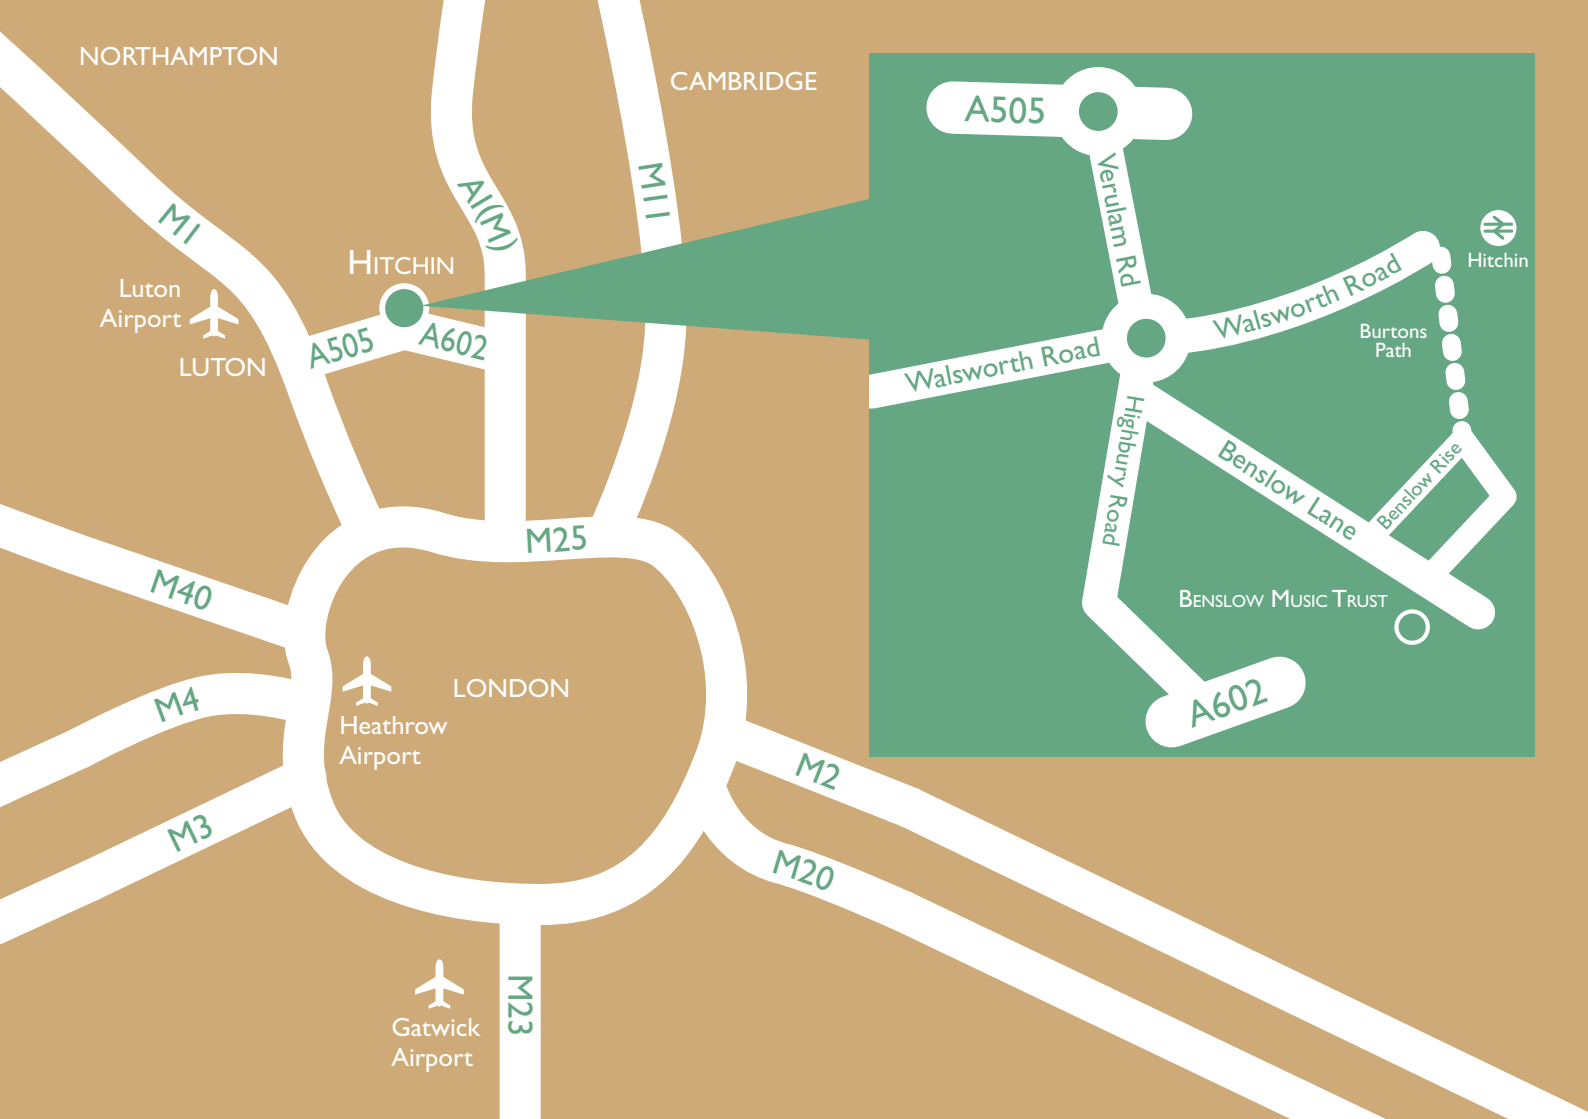 NORTHAMPTON
CAMBRIDGE
M1
A1(M)
M11
HITCHIN
Luton
Airport
LUTON
A505
A602
M25
M40
M4
M3
LONDON
Heathrow
Airport
M2
M20
M23
Gatwick
Airport
A505
Verulam Rd
Walsworth Road
Walsworth Road
Hitchin
Burtons
Path
Highbury Road
Benslow Lane
Benslow Rise
BENSLOW MUSIC TRUST
A602